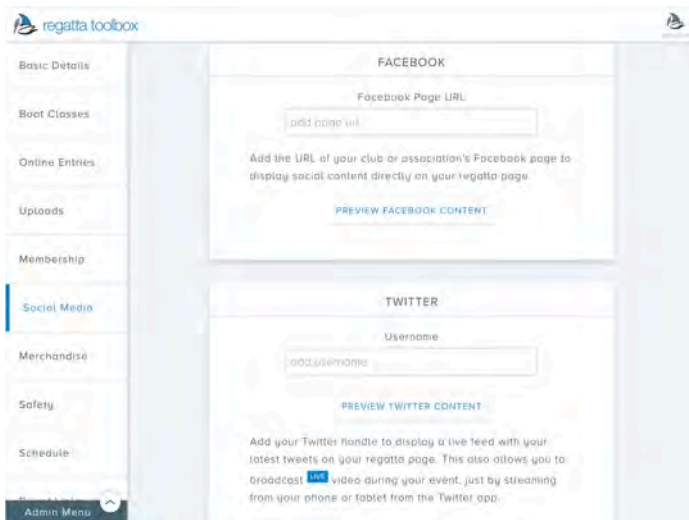 regatta toolbox
Basic Details
Boat Classes
Online Entries
Uploads
Membership
Social Media
Merchandise
Safety
Schedule
Admin Menu
FACEBOOK
Facebook Page URL
add page url
Add the URL of your club or association's Facebook page to
display social content directly on your regatta page.
PREVIEW FACEBOOK CONTENT
TWITTER
Username
add username
PREVIEW TWITTER CONTENT
Add your Twitter handle to display a live feed with your
latest tweets on your regatta page. This also allows you to
broadcast LIVE video during your event, just by streaming
from your phone or tablet from the Twitter app.